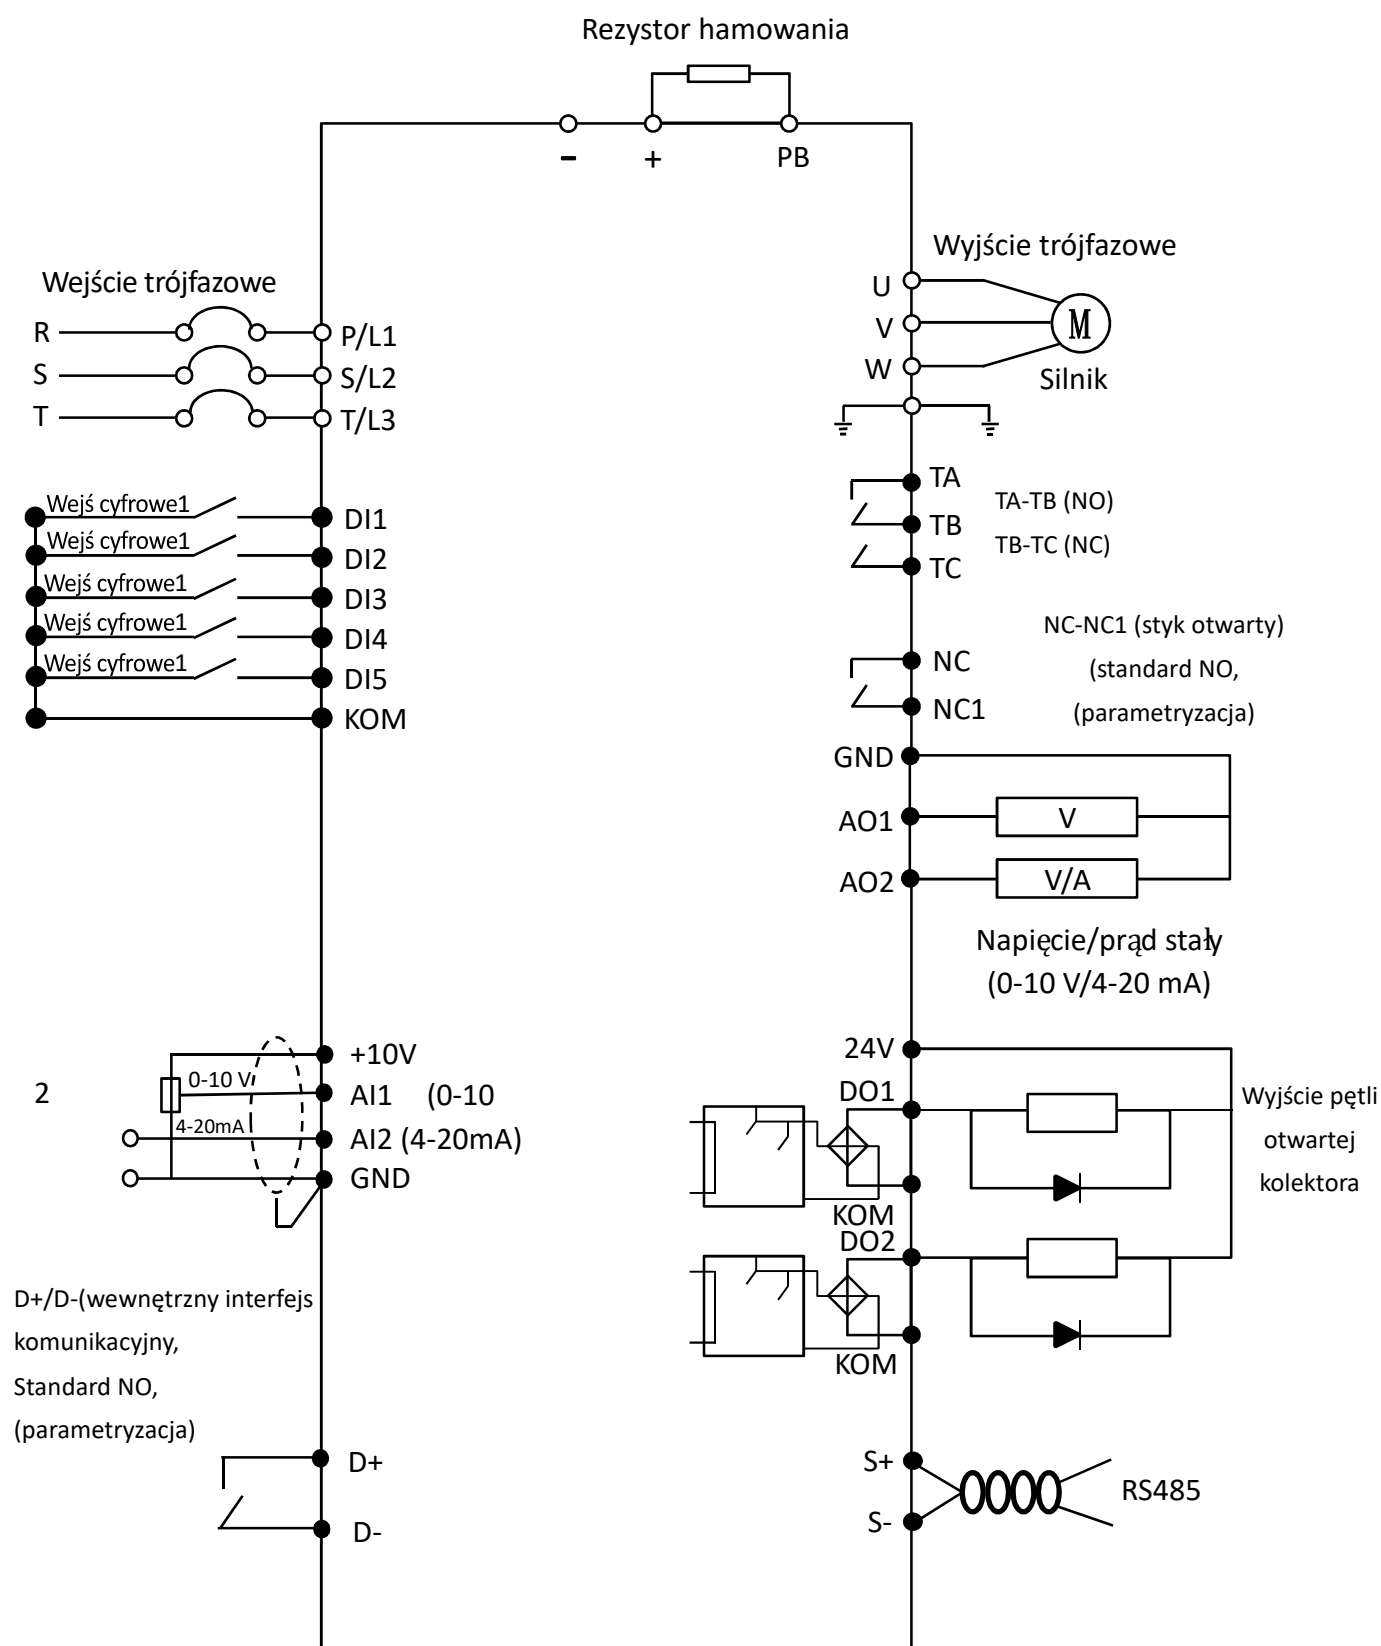 Rezystor hamowania
- + PB
Wyjście trójfazowe
Wejście trójfazowe
U
V
W
M
Silnik
R P/L1
S S/L2
T T/L3
TA
TB
TC
TA-TB (NO)
TB-TC (NC)
Wejś cyfrowe1 DI1
Wejś cyfrowe1 DI2
Wejś cyfrowe1 DI3
Wejś cyfrowe1 DI4
Wejś cyfrowe1 DI5
KOM
NC-NC1 (styk otwarty)
(standard NO,
(parametryzacja)
NC
NC1
GND
AO1 V
AO2 V/A
Napięcie/prąd stały
(0-10 V/4-20 mA)
2
+10V
0-10 V AI1 (0-10
4-20mA AI2 (4-20mA)
GND
24V
DO1
KOM
DO2
KOM
Wyjście pętli
otwartej
kolektora
D+/D-(wewnętrzny interfejs
komunikacyjny,
Standard NO,
(parametryzacja)
D+
D-
S+
S-
RS485